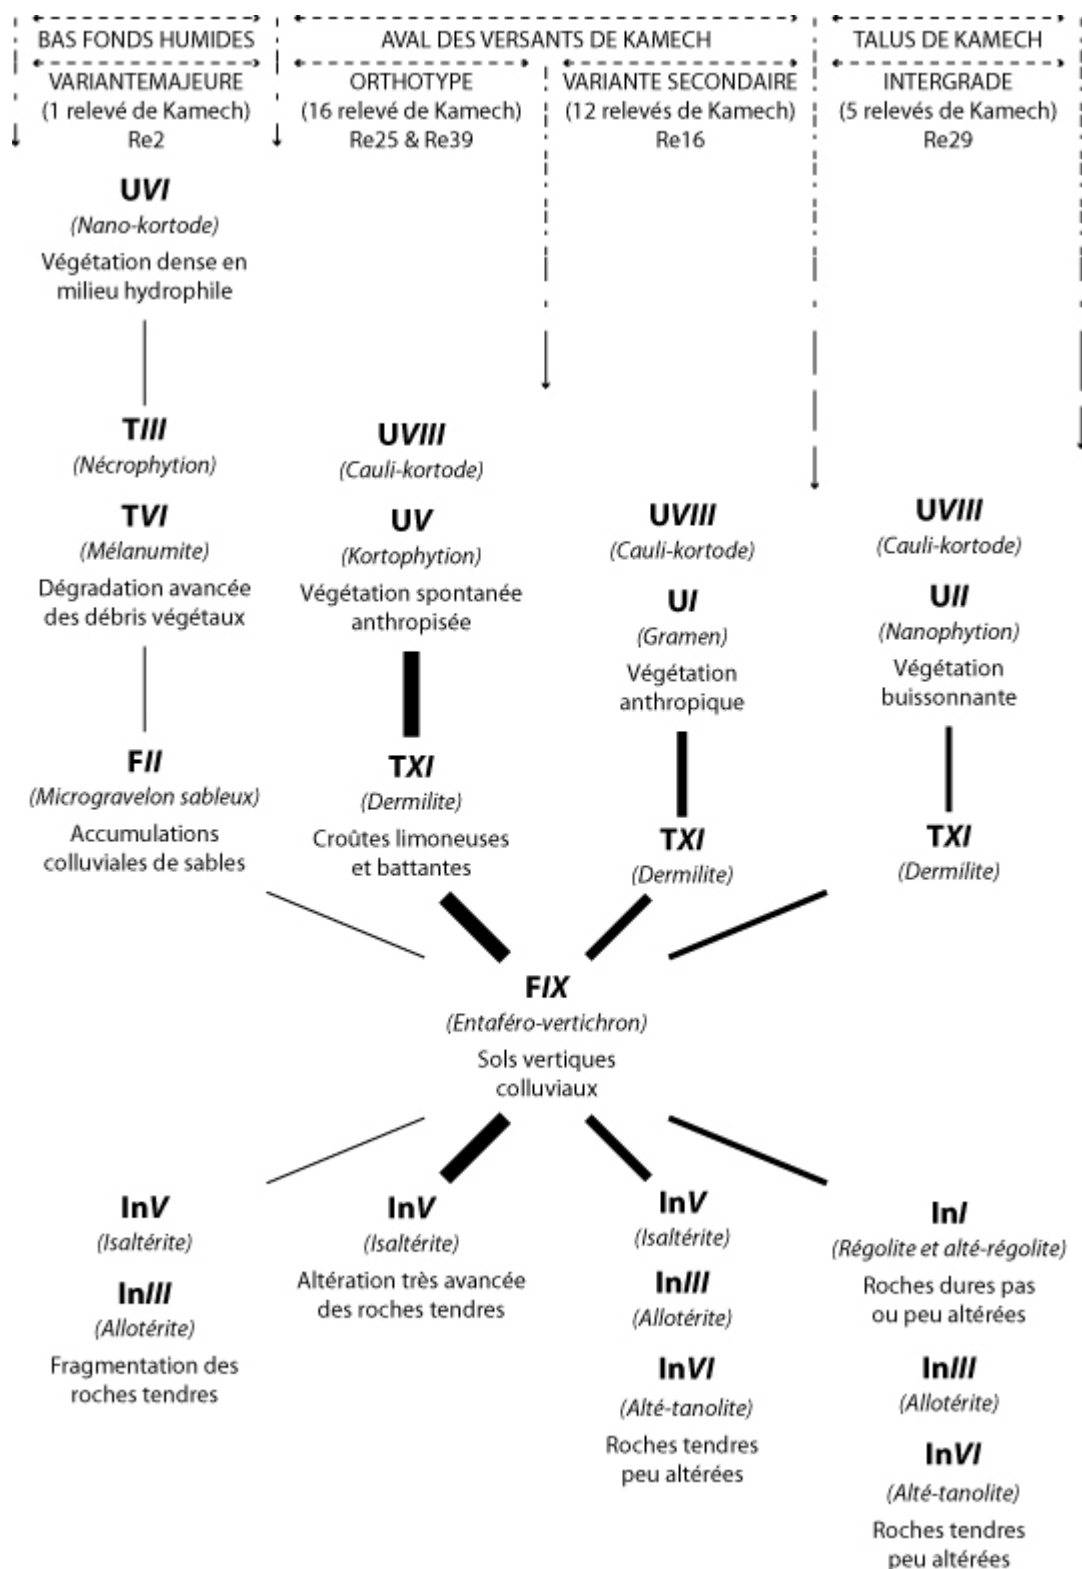 BAS FONDS HUMIDES
VARIANTEMAJEURE
(1 relevé de Kamech)
Re2
UVI
(Nano-kortode)
Végétation dense en
milieu hydrophile
TIII
(Nécrophytion)
TVI
(Mélanumite)
Dégradation avancée
des débris végétaux
FII
(Microgravelon sableux)
Accumulations
colluviales de sables
AVAL DES VERSANTS DE KAMECH
ORTHOTYPE
(16 relevé de Kamech)
Re25 & Re39
UVIII
(Cauli-kortode)
UV
(Kortophytion)
Végétation spontanée
anthropisée
TXI
(Dermilite)
Croûtes limoneuses
et battantes
VARIANTE SECONDAIRE
(12 relevés de Kamech)
Re16
UVIII
(Cauli-kortode)
UI
(Gramen)
Végétation
anthropique
TXI
(Dermilite)
TALUS DE KAMECH
INTERGRADE
(5 relevés de Kamech)
Re29
UVIII
(Cauli-kortode)
UII
(Nanophytion)
Végétation
buissonnante
TXI
(Dermilite)
FIX
(Entaféro-vertichron)
Sols vertiques
colluviaux
InV
(Isaltérite)
InIII
(Allotérite)
Fragmentation des
roches tendres
InV
(Isaltérite)
Altération très avancée
des roches tendres
InV
(Isaltérite)
InIII
(Allotérite)
InVI
(Alté-tanolite)
Roches tendres
peu altérées
InI
(Régolite et alté-régolite)
Roches dures pas
ou peu altérées
InIII
(Allotérite)
InVI
(Alté-tanolite)
Roches tendres
peu altérées